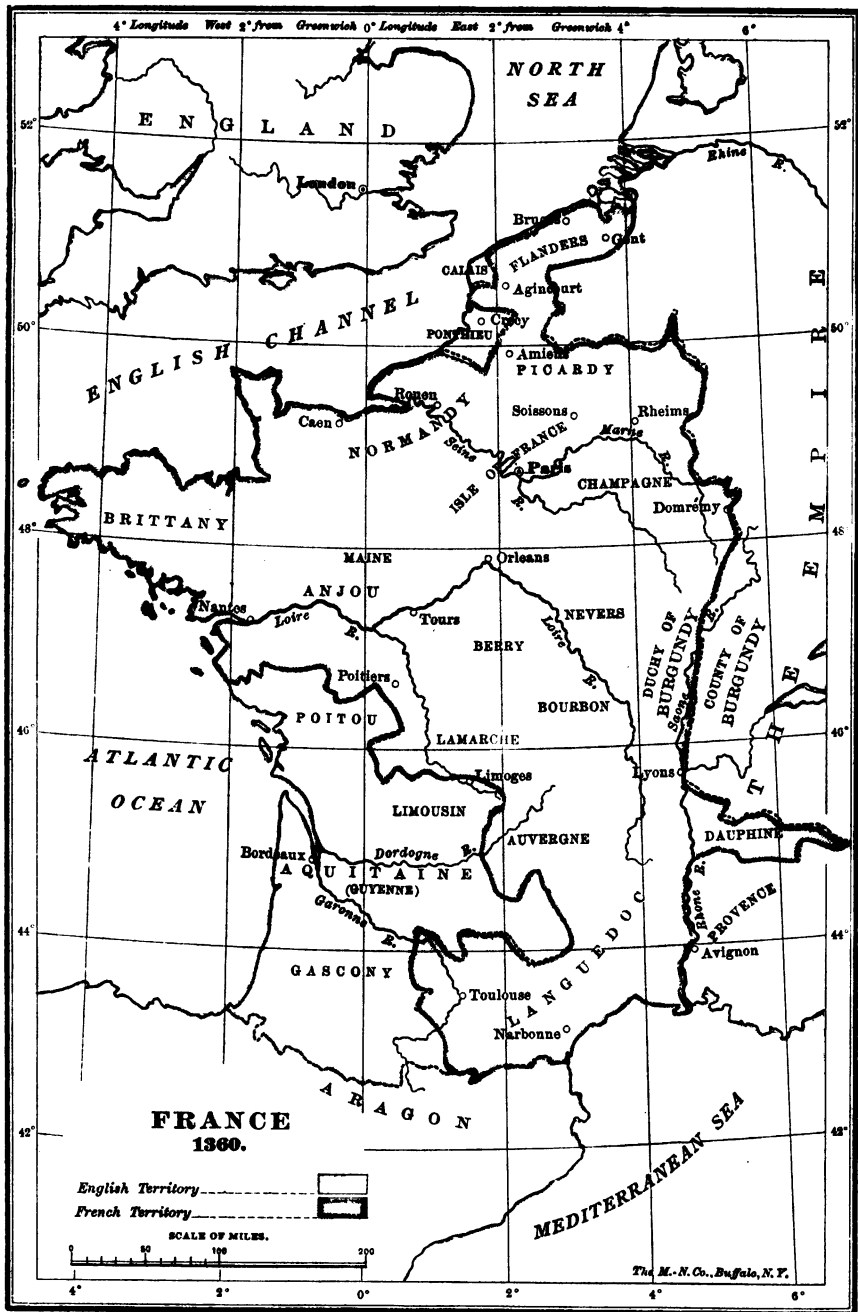 4° Longitude West 2° from Greenwich 0° Longitude East 2° from Greenwich 4° 6°
NORTH
SEA
ENGLAND
52° 52°
Rhine R.
London
Bruges
FLANDERS
Gent
CALAIS
Agincourt
ENGLISH CHANNEL
50° 50°
Crecy
PONTHIEU
Amiens
PICARDY
THE EMPIRE
Rouen
Caen
NORMANDY
Seine R.
Soissons
Rheims
Marne R.
ISLE OF FRANCE
Paris
CHAMPAGNE
Domrémy
BRITTANY
48° 48°
MAINE
Orleans
ANJOU
Nantes
Loire R.
Tours
NEVERS
Loire R.
BERRY
DUCHY OF
BURGUNDY
COUNTY OF
BURGUNDY
Saone R.
Poitiers
POITOU
BOURBON
46° 46°
LAMARCHE
ATLANTIC
OCEAN
Limoges
Lyons
LIMOUSIN
AUVERGNE
DAUPHINE
Bordeaux
Dordogne R.
AQUITAINE
(GUYENNE)
Garonne R.
Rhone R.
PROVENCE
44° 44°
LANGUEDOC
Avignon
GASCONY
Toulouse
Narbonne
ARAGON
FRANCE
1360.
42° 42°
MEDITERRANEAN SEA
English Territory
French Territory
SCALE OF MILES.
0 50 100 200
The M.-N. Co., Buffalo, N. Y.
4° 2° 0° 2° 4° 6°